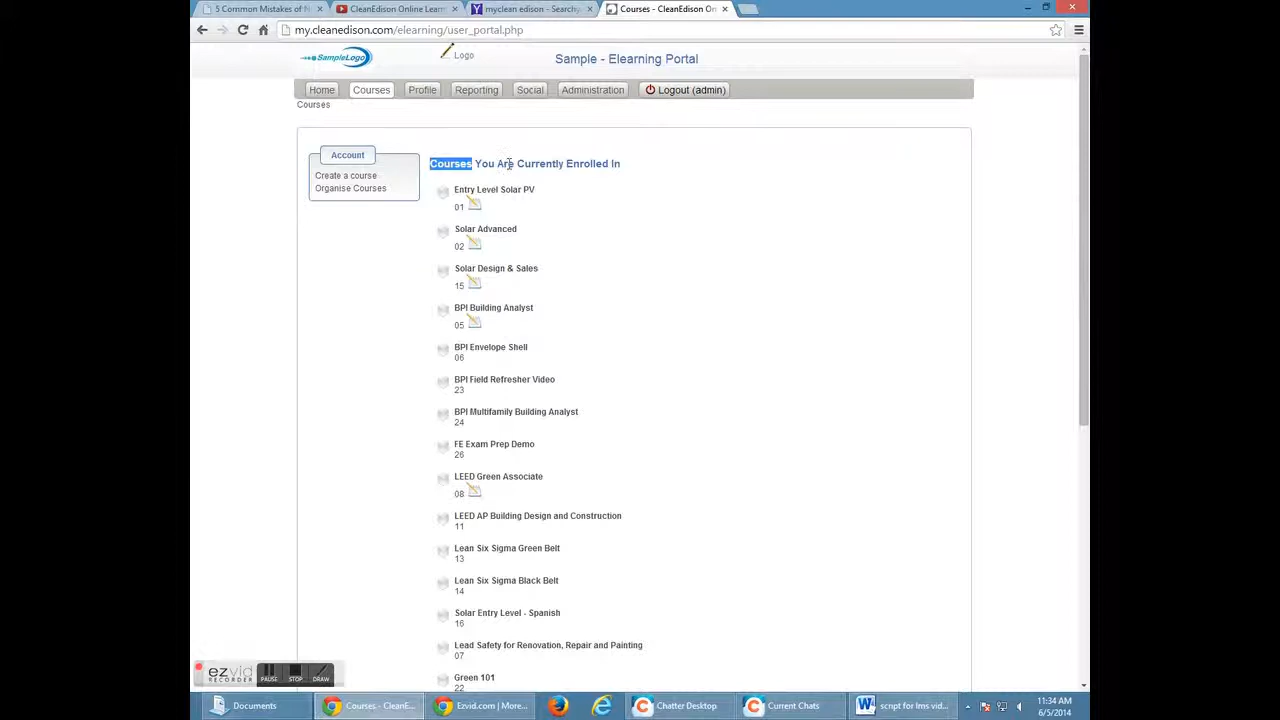 5 Common Mistakes of
CleanEdison Online Learn
myclean edison - Search
Courses - CleanEdison On
my.cleanedison.com/elearning/user_portal.php
SampleLogo
Logo
Sample - Elearning Portal
Home
Courses
Profile
Reporting
Social
Administration
Logout (admin)
Courses
Account
Create a course
Organise Courses
Courses You Are Currently Enrolled In
Entry Level Solar PV
01
Solar Advanced
02
Solar Design & Sales
15
BPI Building Analyst
05
BPI Envelope Shell
06
BPI Field Refresher Video
23
BPI Multifamily Building Analyst
24
FE Exam Prep Demo
26
LEED Green Associate
08
LEED AP Building Design and Construction
11
Lean Six Sigma Green Belt
13
Lean Six Sigma Black Belt
14
Solar Entry Level - Spanish
16
Lead Safety for Renovation, Repair and Painting
07
Green 101
22
ezvid
RECORDER
PAUSE
STOP
DRAW
Documents
Courses - CleanE...
Ezvid.com | More...
Chatter Desktop
Current Chats
script for lms vid...
11:34 AM
6/5/2014